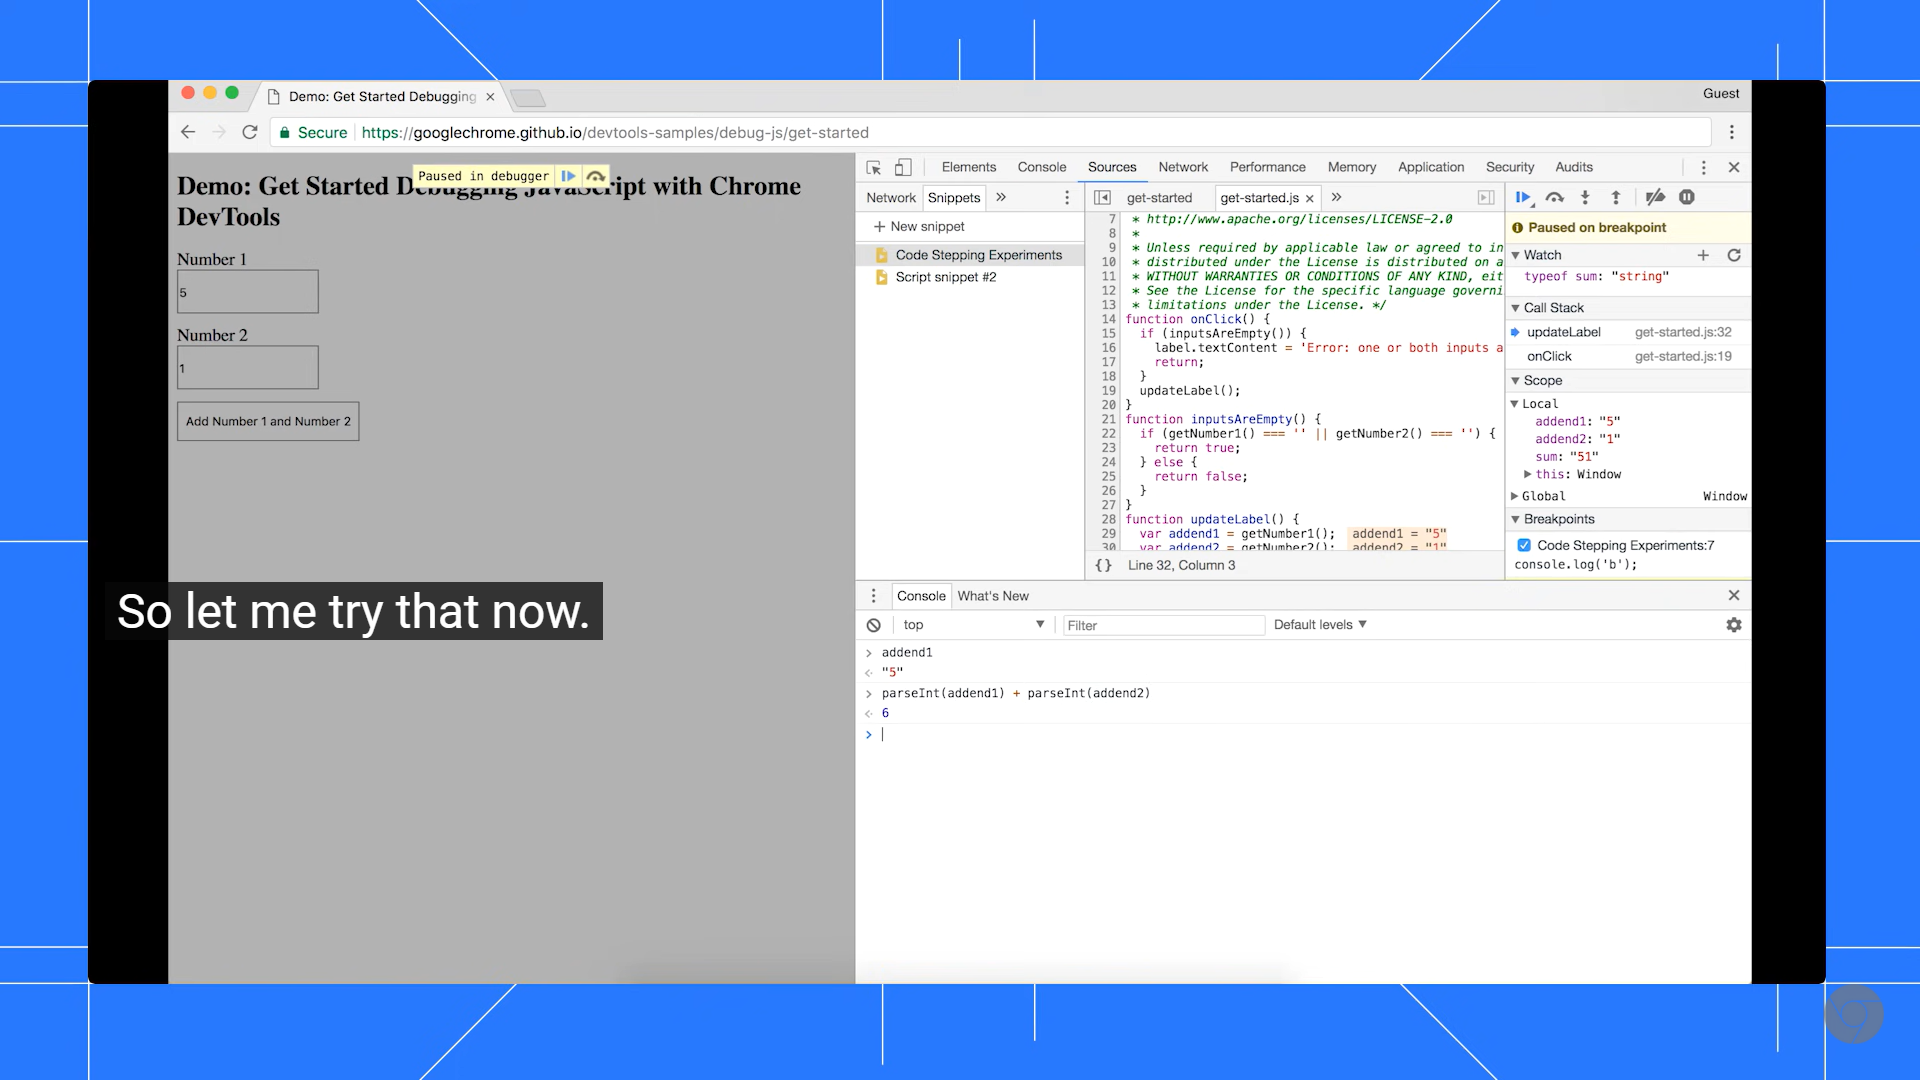 Demo: Get Started Debugging
Guest
Secure https://googlechrome.github.io/devtools-samples/debug-js/get-started
Paused in debugger
Demo: Get Started Debugging JavaScript with Chrome
DevTools
Number 1
5
Number 2
1
Add Number 1 and Number 2
So let me try that now.
Elements Console Sources Network Performance Memory Application Security Audits
Network Snippets »
+ New snippet
Code Stepping Experiments
Script snippet #2
get-started get-started.js × »
7 * http://www.apache.org/licenses/LICENSE-2.0
8 *
9 * Unless required by applicable law or agreed to in
10 * distributed under the License is distributed on a
11 * WITHOUT WARRANTIES OR CONDITIONS OF ANY KIND, eit
12 * See the License for the specific language governi
13 * limitations under the License. */
14 function onClick() {
15 if (inputsAreEmpty()) {
16 label.textContent = 'Error: one or both inputs a
17 return;
18 }
19 updateLabel();
20 }
21 function inputsAreEmpty() {
22 if (getNumber1() === '' || getNumber2() === '') {
23 return true;
24 } else {
25 return false;
26 }
27 }
28 function updateLabel() {
29 var addend1 = getNumber1(); addend1 = "5"
30 var addend2 = getNumber2(); addend2 = "1"
{} Line 32, Column 3
Paused on breakpoint
Watch
typeof sum: "string"
Call Stack
updateLabel get-started.js:32
onClick get-started.js:19
Scope
Local
addend1: "5"
addend2: "1"
sum: "51"
this: Window
Global Window
Breakpoints
Code Stepping Experiments:7
console.log('b');
Console What's New
top Filter Default levels
> addend1
"5"
> parseInt(addend1) + parseInt(addend2)
6
>